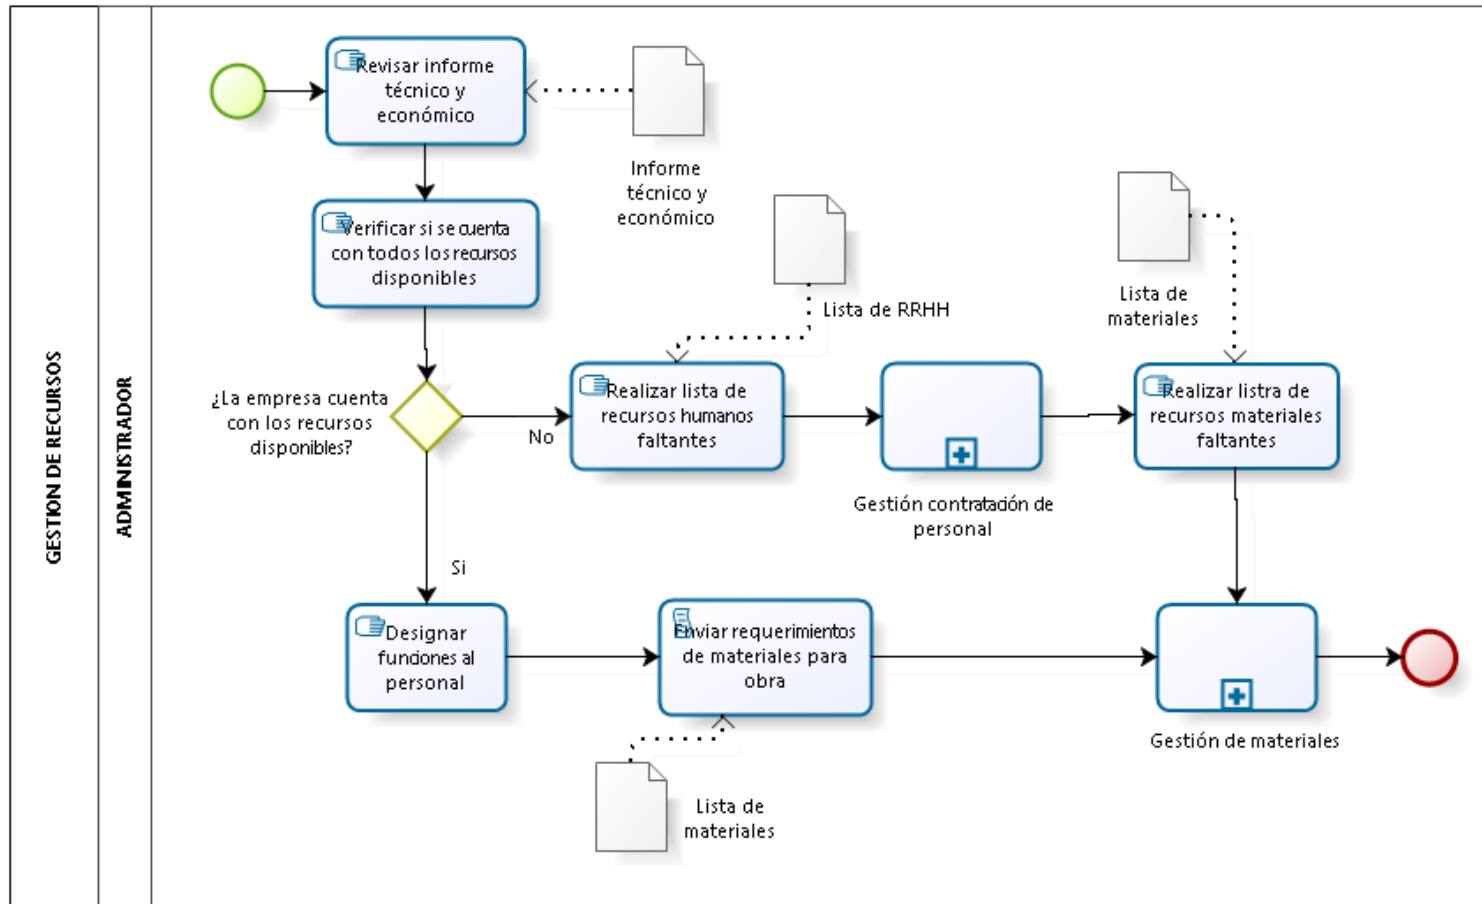 GESTION DE RECURSOS
ADMINISTRADOR
Revisar informe
técnico y
económico
Informe
técnico y
económico
Verificar si se cuenta
con todos los recursos
disponibles
Lista de RRHH
Lista de
materiales
¿La empresa cuenta
con los recursos
disponibles?
No
Realizar lista de
recursos humanos
faltantes
Gestión contratación de
personal
Realizar listra de
recursos materiales
faltantes
Si
Designar
funciones al
personal
Enviar requerimientos
de materiales para
obra
Gestión de materiales
Lista de
materiales